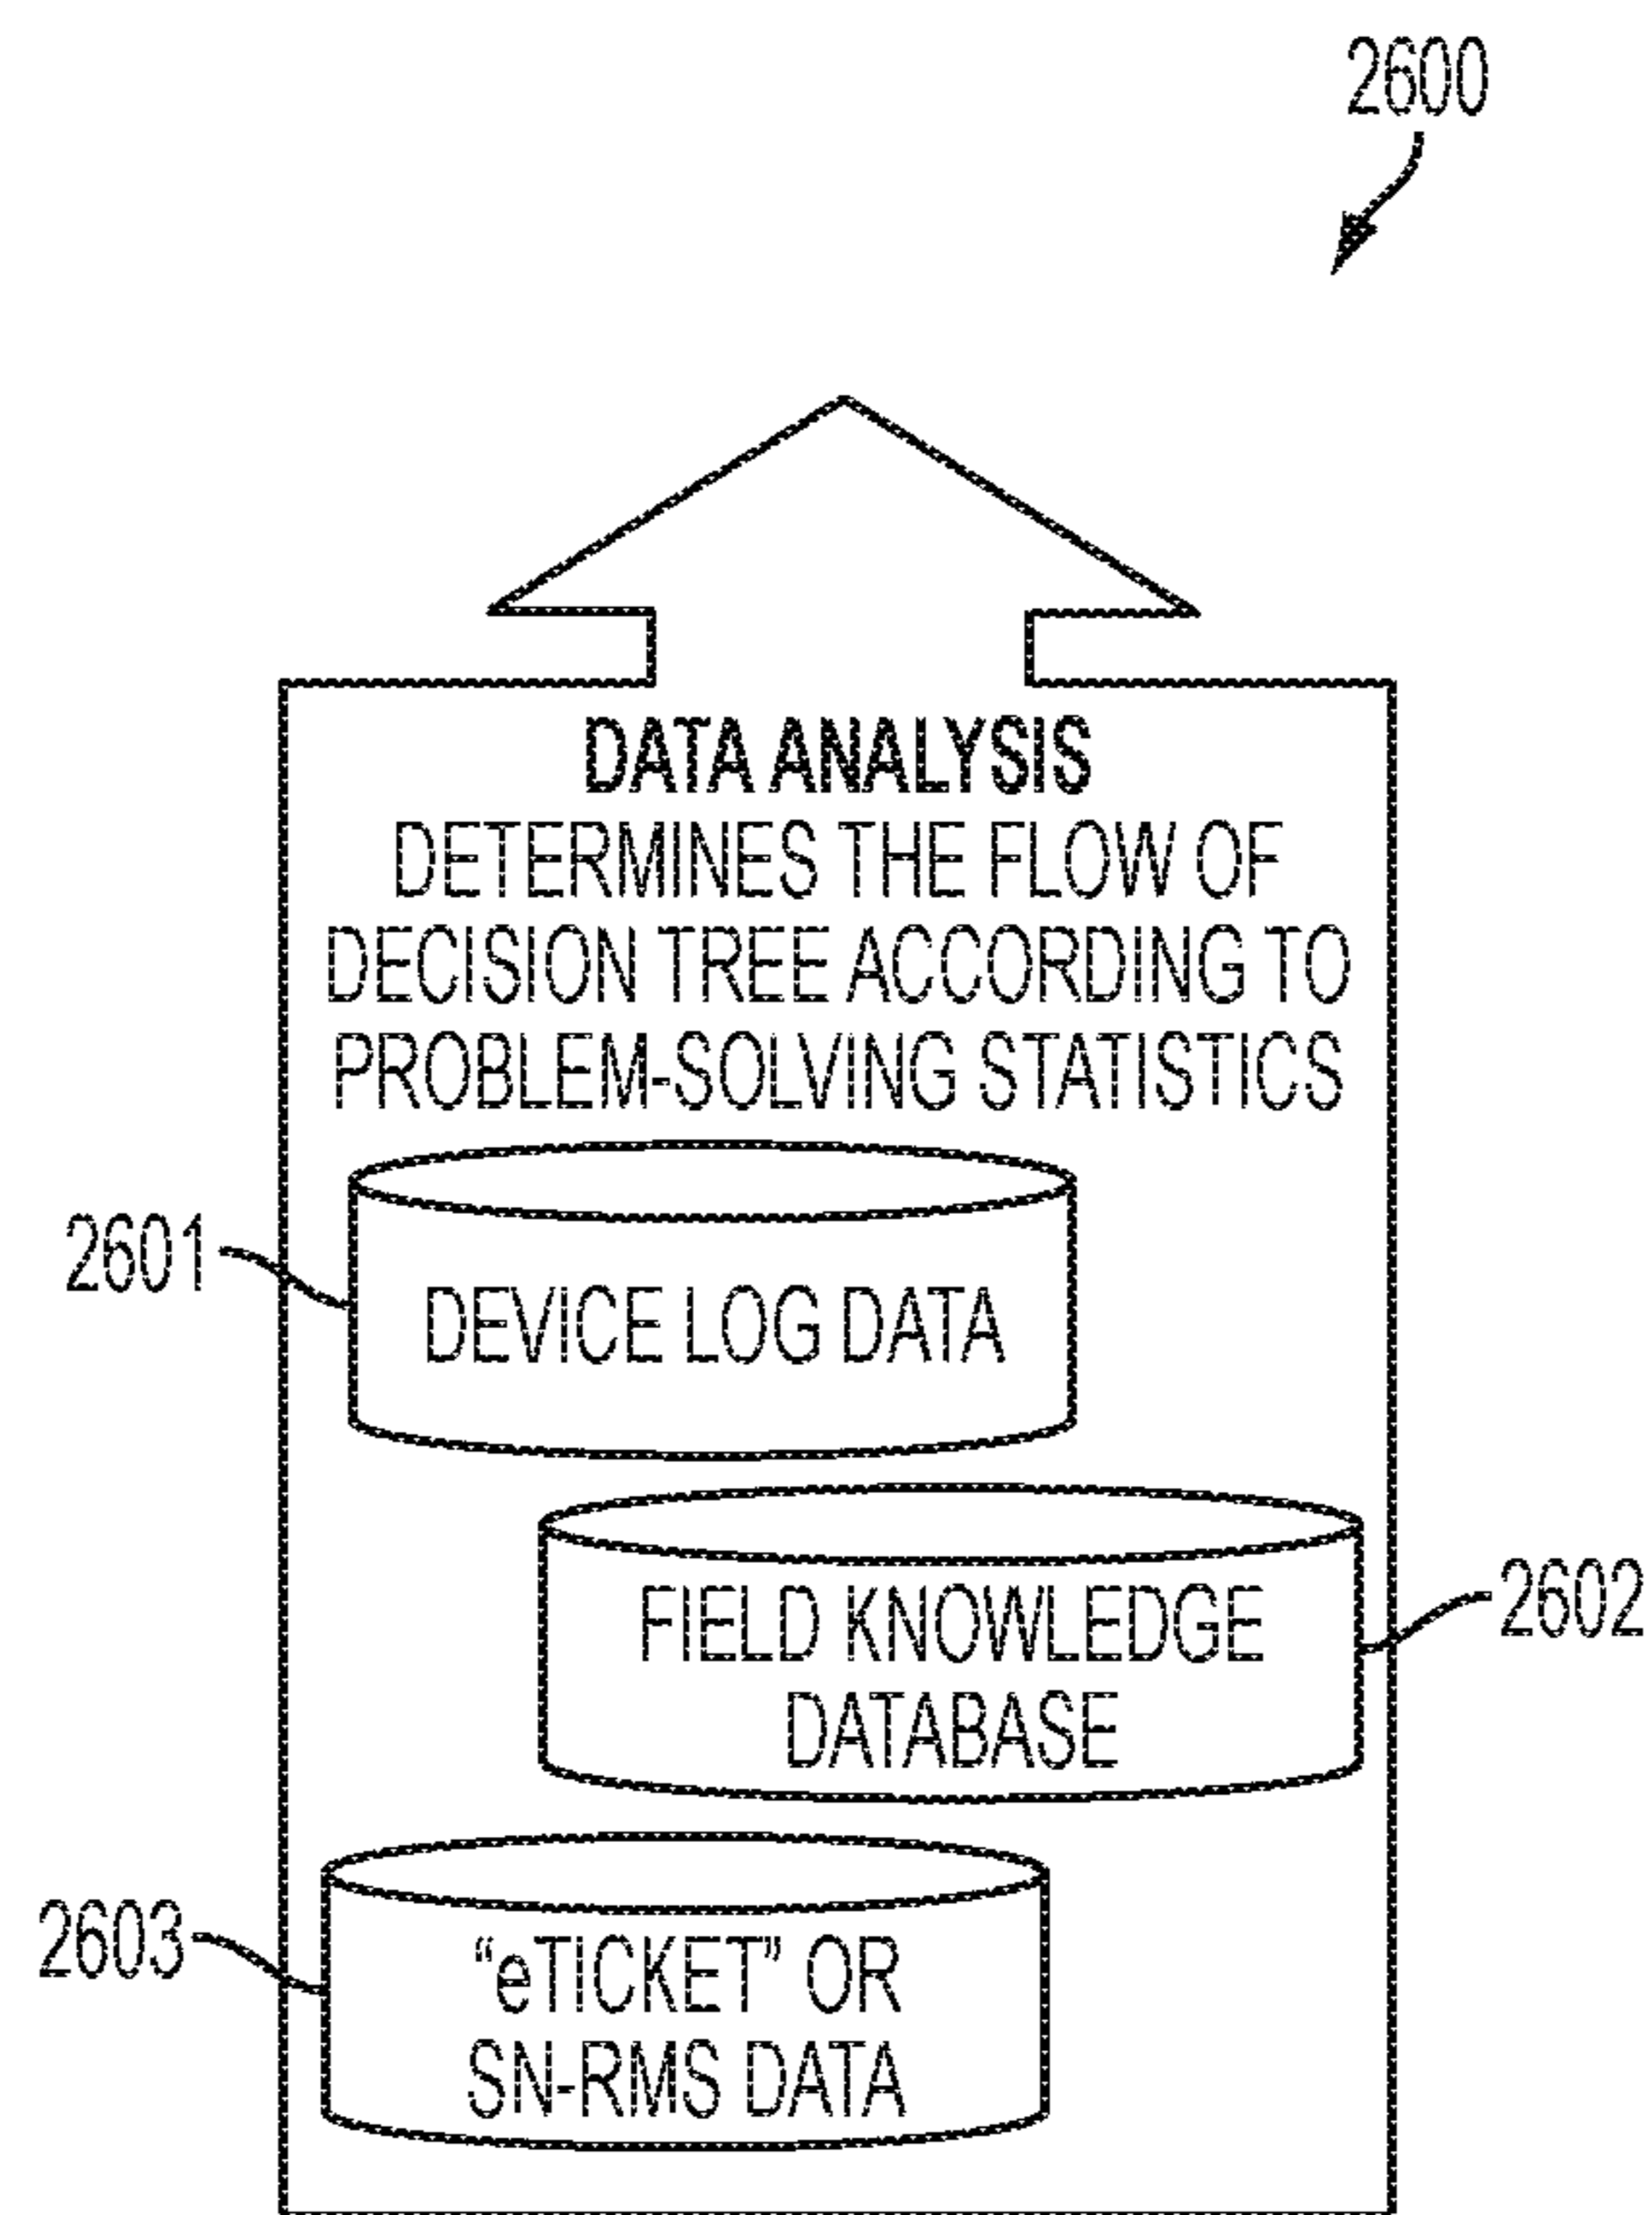 2600
DATA ANALYSIS
DETERMINES THE FLOW OF
DECISION TREE ACCORDING TO
PROBLEM-SOLVING STATISTICS
2601
DEVICE LOG DATA
FIELD KNOWLEDGE
DATABASE
2602
2603
“eTICKET” OR
SN-RMS DATA